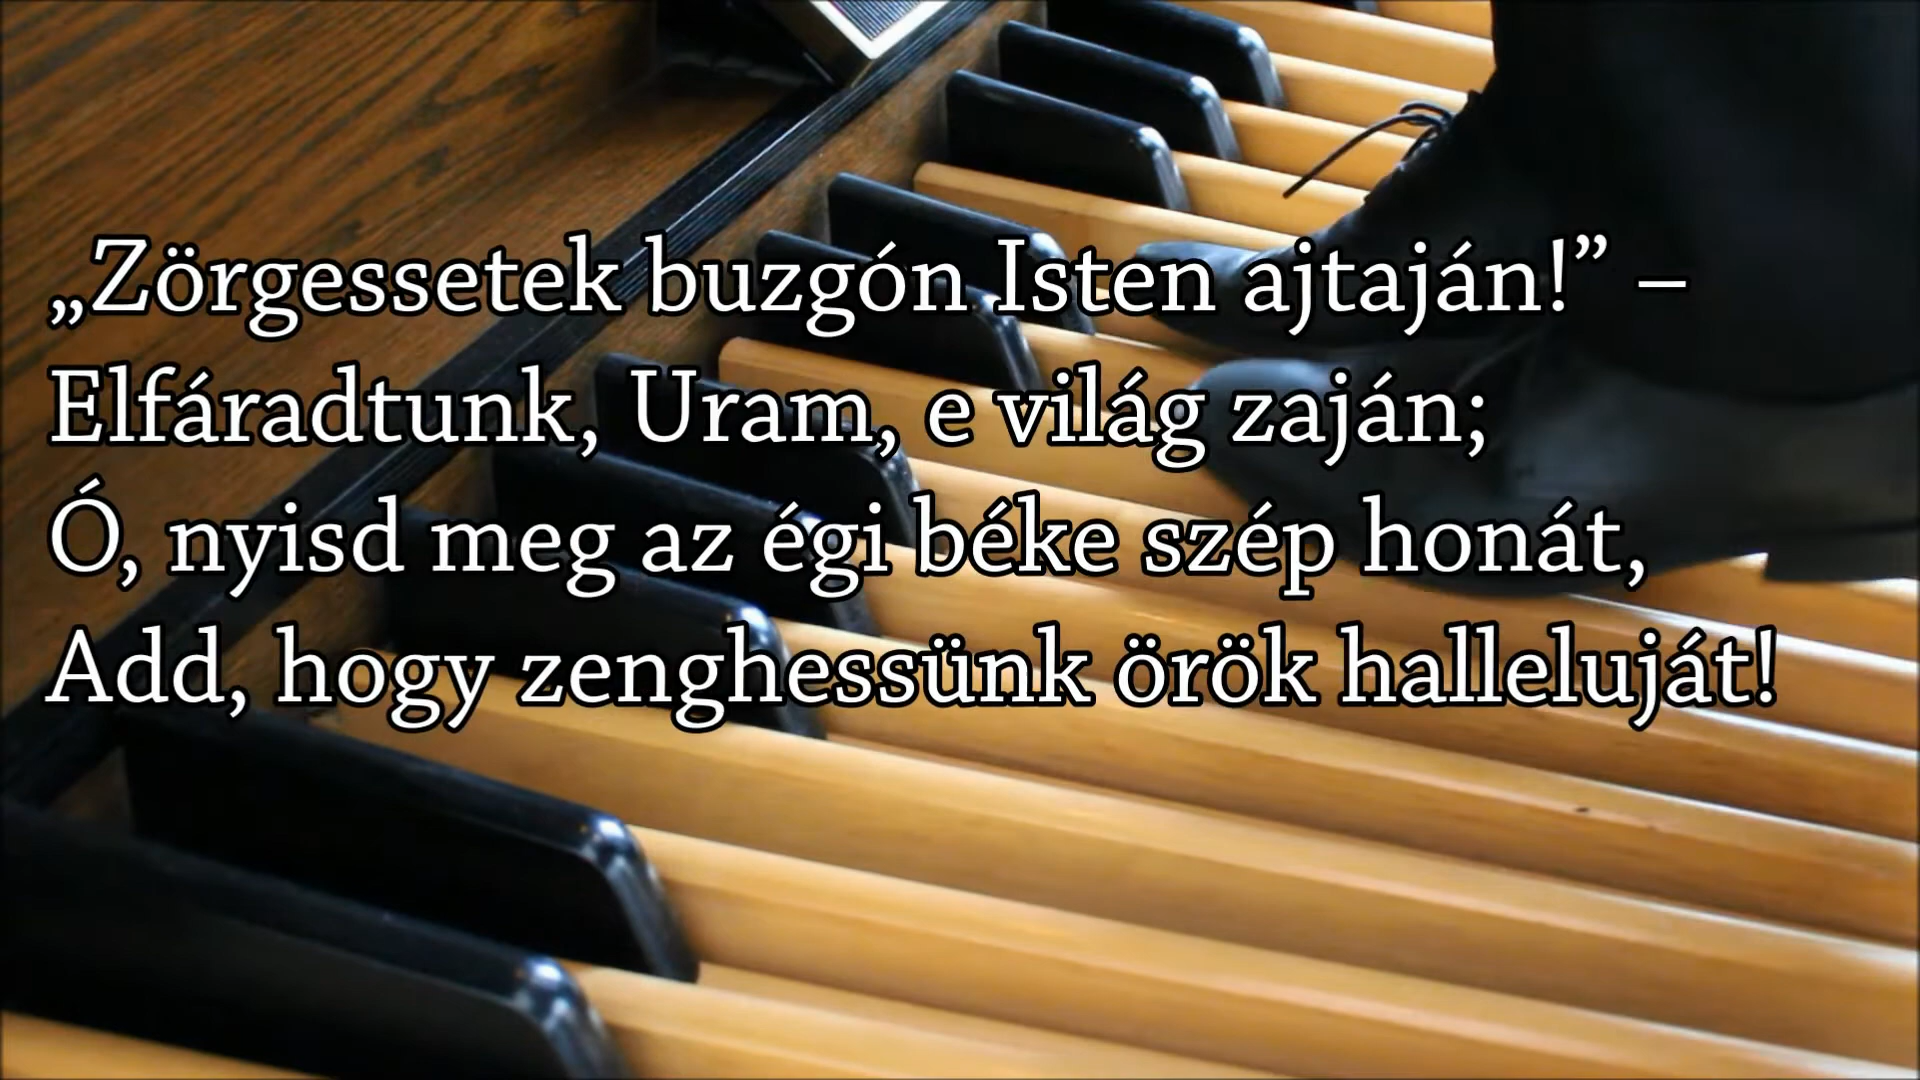 „Zörgessetek buzgón Isten ajtaján!” –
Elfáradtunk, Uram, e világ zaján;
Ó, nyisd meg az égi béke szép honát,
Add, hogy zenghessünk örök halleluját!